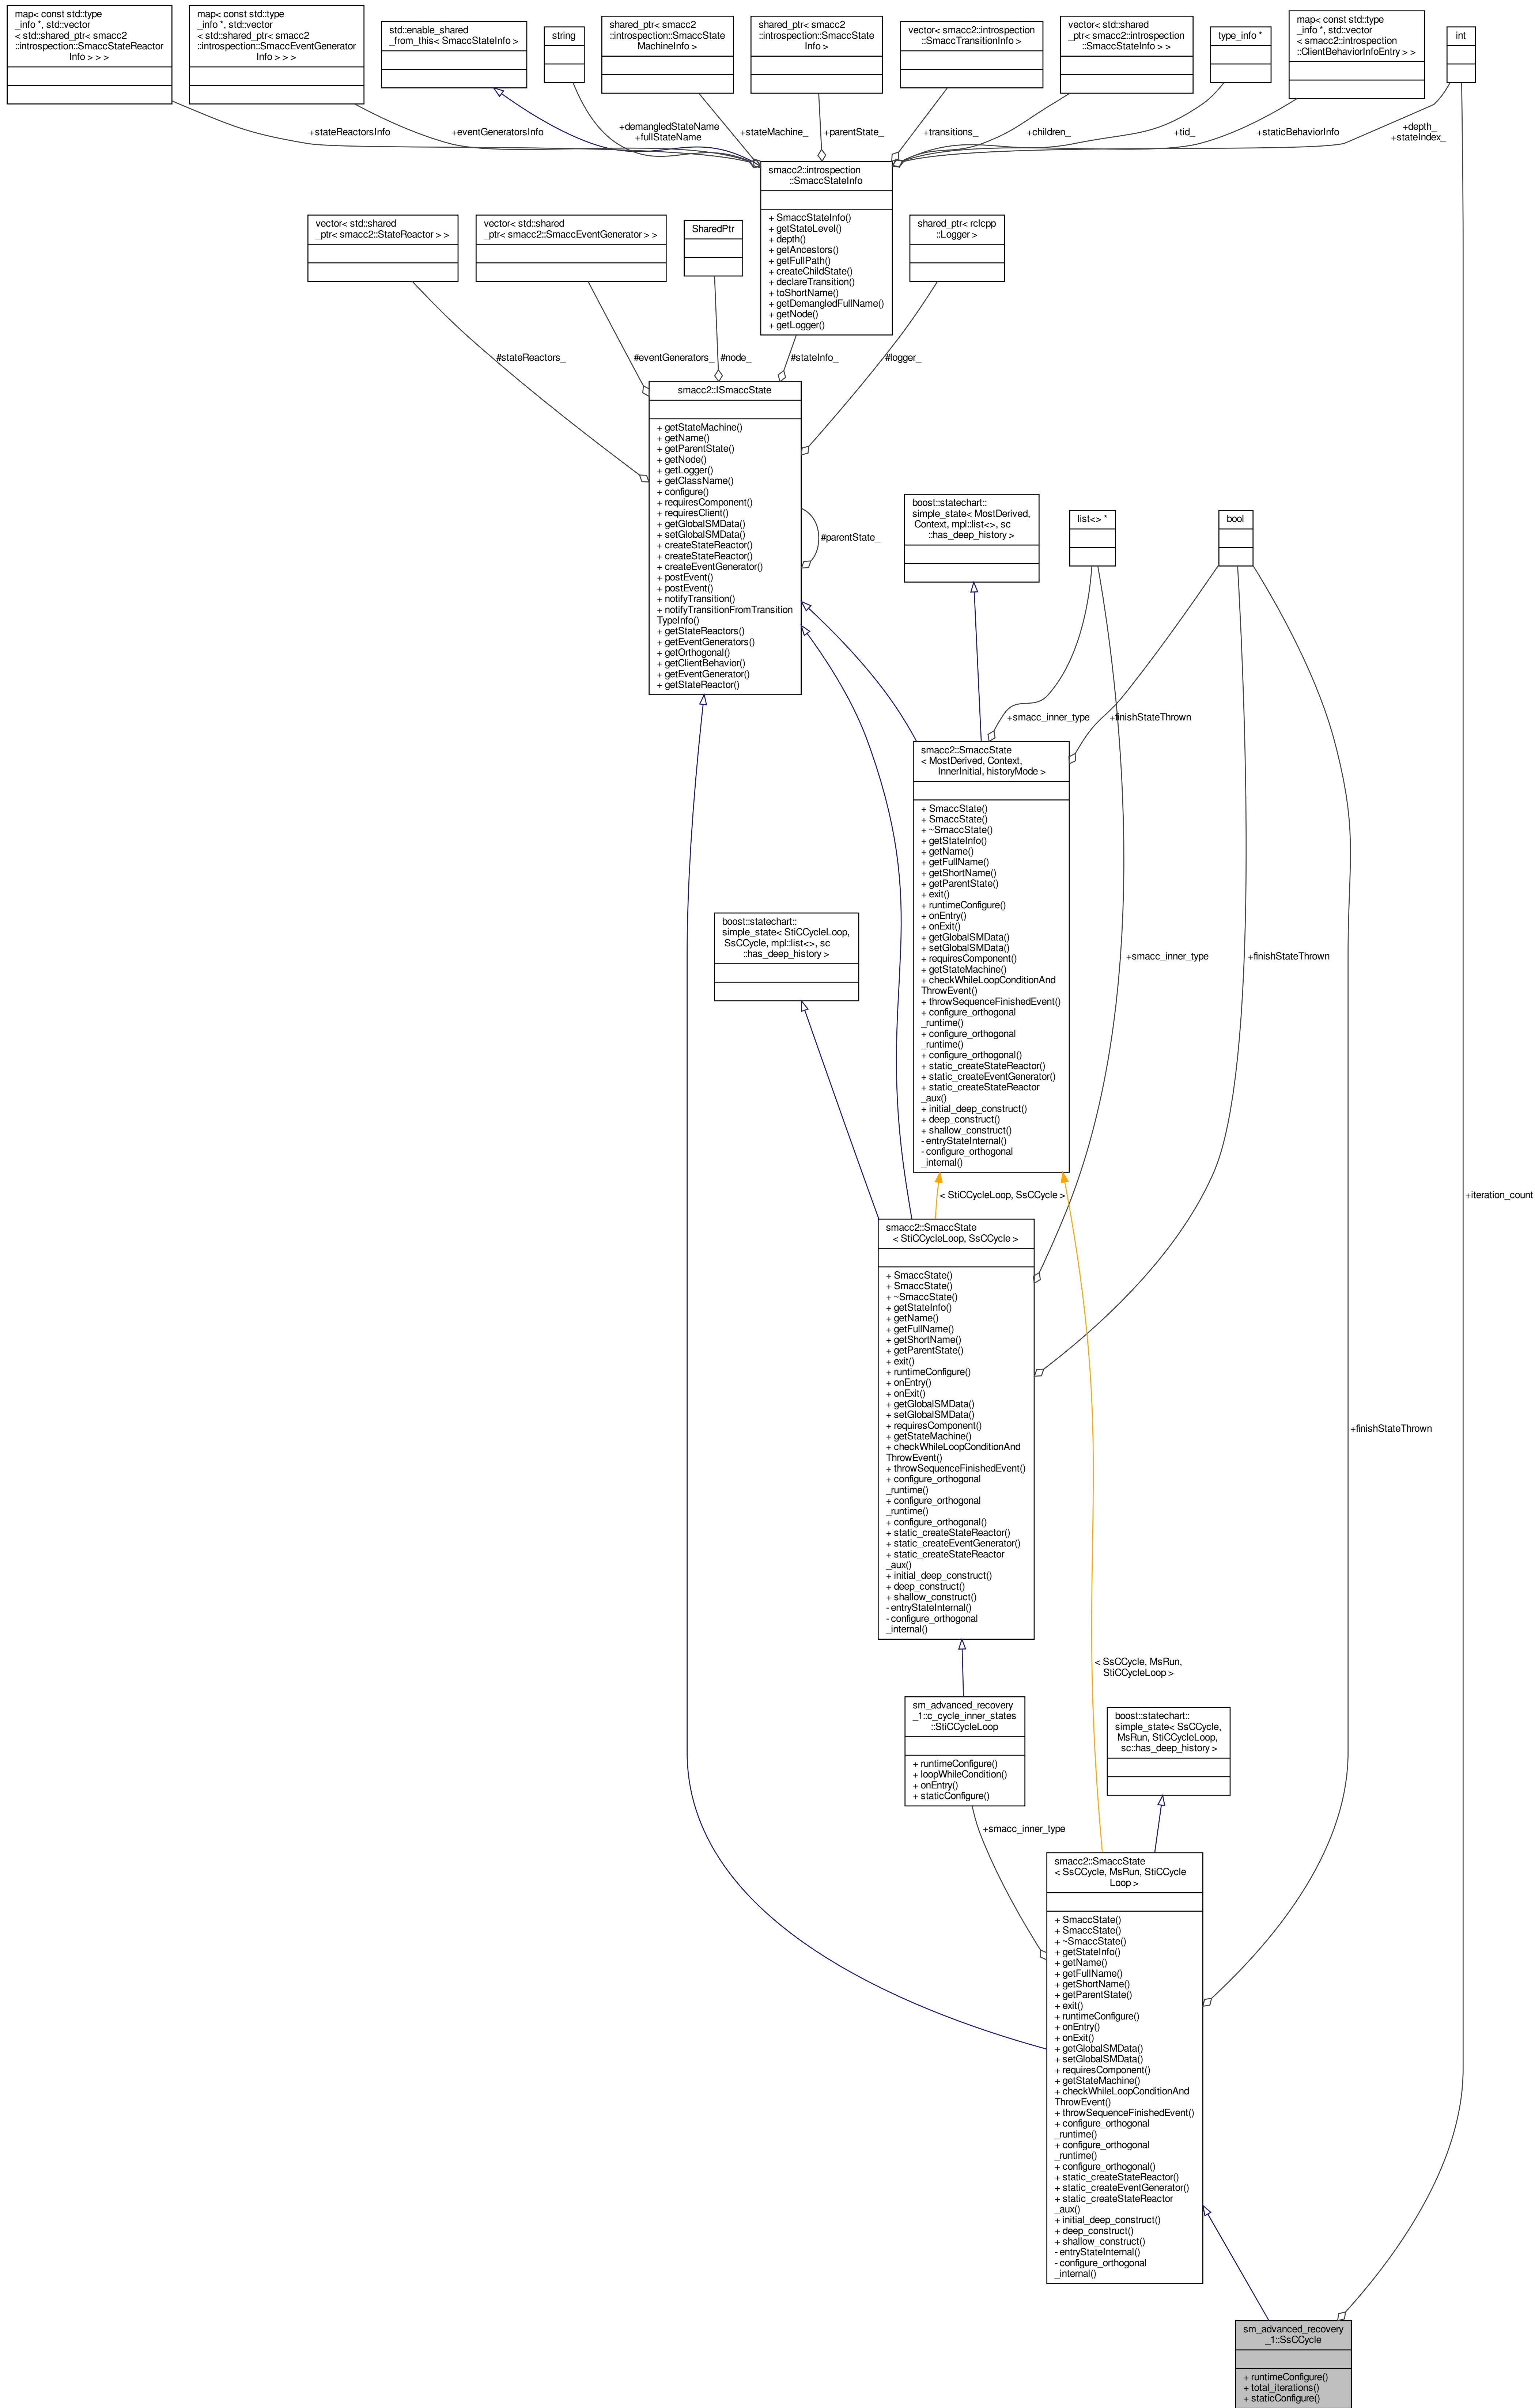 map< const std::type
_info *, std::vector
< std::shared_ptr< smacc2
::introspection::SmaccStateReactor
Info > > >
map< const std::type
_info *, std::vector
< std::shared_ptr< smacc2
::introspection::SmaccEventGenerator
Info > > >
std::enable_shared
_from_this< SmaccStateInfo >
string
shared_ptr< smacc2
::introspection::SmaccState
MachineInfo >
shared_ptr< smacc2
::introspection::SmaccState
Info >
vector< smacc2::introspection
::SmaccTransitionInfo >
vector< std::shared
_ptr< smacc2::introspection
::SmaccStateInfo > >
type_info *
map< const std::type
_info *, std::vector
< smacc2::introspection
::ClientBehaviorInfoEntry > >
int
+stateReactorsInfo
+eventGeneratorsInfo
+demangledStateName
+fullStateName
+stateMachine_
+parentState_
+transitions_
+children_
+tid_
+staticBehaviorInfo
+depth_
+stateIndex_
smacc2::introspection
::SmaccStateInfo
+ SmaccStateInfo()
+ getStateLevel()
+ depth()
+ getAncestors()
+ getFullPath()
+ createChildState()
+ declareTransition()
+ toShortName()
+ getDemangledFullName()
+ getNode()
+ getLogger()
vector< std::shared
_ptr< smacc2::StateReactor > >
vector< std::shared
_ptr< smacc2::SmaccEventGenerator > >
SharedPtr
shared_ptr< rclcpp
::Logger >
#stateReactors_
#eventGenerators_
#node_
#stateInfo_
#logger_
smacc2::ISmaccState
+ getStateMachine()
+ getName()
+ getParentState()
+ getNode()
+ getLogger()
+ getClassName()
+ configure()
+ requiresComponent()
+ requiresClient()
+ getGlobalSMData()
+ setGlobalSMData()
+ createStateReactor()
+ createStateReactor()
+ createEventGenerator()
+ postEvent()
+ postEvent()
+ notifyTransition()
+ notifyTransitionFromTransition
TypeInfo()
+ getStateReactors()
+ getEventGenerators()
+ getOrthogonal()
+ getClientBehavior()
+ getEventGenerator()
+ getStateReactor()
#parentState_
boost::statechart::
simple_state< MostDerived,
Context, mpl::list<>, sc
::has_deep_history >
list<> *
bool
+smacc_inner_type
+finishStateThrown
smacc2::SmaccState
< MostDerived, Context,
InnerInitial, historyMode >
+ SmaccState()
+ SmaccState()
+ ~SmaccState()
+ getStateInfo()
+ getName()
+ getFullName()
+ getShortName()
+ getParentState()
+ exit()
+ runtimeConfigure()
+ onEntry()
+ onExit()
+ getGlobalSMData()
+ setGlobalSMData()
+ requiresComponent()
+ getStateMachine()
+ checkWhileLoopConditionAnd
ThrowEvent()
+ throwSequenceFinishedEvent()
+ configure_orthogonal
_runtime()
+ configure_orthogonal
_runtime()
+ configure_orthogonal()
+ static_createStateReactor()
+ static_createEventGenerator()
+ static_createStateReactor
_aux()
+ initial_deep_construct()
+ deep_construct()
+ shallow_construct()
- entryStateInternal()
- configure_orthogonal
_internal()
boost::statechart::
simple_state< StiCCycleLoop,
SsCCycle, mpl::list<>, sc
::has_deep_history >
+smacc_inner_type
+finishStateThrown
< StiCCycleLoop, SsCCycle >
+iteration_count
smacc2::SmaccState
< StiCCycleLoop, SsCCycle >
+ SmaccState()
+ SmaccState()
+ ~SmaccState()
+ getStateInfo()
+ getName()
+ getFullName()
+ getShortName()
+ getParentState()
+ exit()
+ runtimeConfigure()
+ onEntry()
+ onExit()
+ getGlobalSMData()
+ setGlobalSMData()
+ requiresComponent()
+ getStateMachine()
+ checkWhileLoopConditionAnd
ThrowEvent()
+ throwSequenceFinishedEvent()
+ configure_orthogonal
_runtime()
+ configure_orthogonal
_runtime()
+ configure_orthogonal()
+ static_createStateReactor()
+ static_createEventGenerator()
+ static_createStateReactor
_aux()
+ initial_deep_construct()
+ deep_construct()
+ shallow_construct()
- entryStateInternal()
- configure_orthogonal
_internal()
+finishStateThrown
< SsCCycle, MsRun,
StiCCycleLoop >
sm_advanced_recovery
_1::c_cycle_inner_states
::StiCCycleLoop
+ runtimeConfigure()
+ loopWhileCondition()
+ onEntry()
+ staticConfigure()
boost::statechart::
simple_state< SsCCycle,
MsRun, StiCCycleLoop,
sc::has_deep_history >
+smacc_inner_type
smacc2::SmaccState
< SsCCycle, MsRun, StiCCycle
Loop >
+ SmaccState()
+ SmaccState()
+ ~SmaccState()
+ getStateInfo()
+ getName()
+ getFullName()
+ getShortName()
+ getParentState()
+ exit()
+ runtimeConfigure()
+ onEntry()
+ onExit()
+ getGlobalSMData()
+ setGlobalSMData()
+ requiresComponent()
+ getStateMachine()
+ checkWhileLoopConditionAnd
ThrowEvent()
+ throwSequenceFinishedEvent()
+ configure_orthogonal
_runtime()
+ configure_orthogonal
_runtime()
+ configure_orthogonal()
+ static_createStateReactor()
+ static_createEventGenerator()
+ static_createStateReactor
_aux()
+ initial_deep_construct()
+ deep_construct()
+ shallow_construct()
- entryStateInternal()
- configure_orthogonal
_internal()
sm_advanced_recovery
_1::SsCCycle
+ runtimeConfigure()
+ total_iterations()
+ staticConfigure()